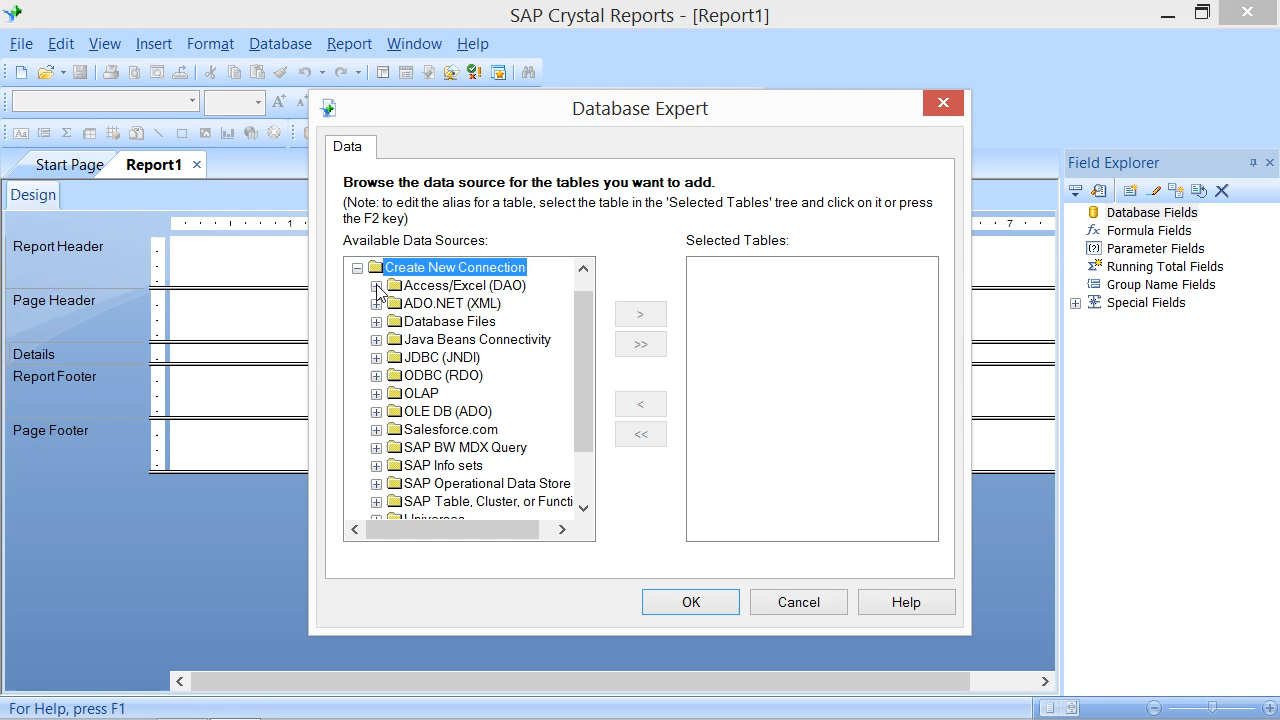 SAP Crystal Reports - [Report1]
File Edit View Insert Format Database Report Window Help
Start Page Report1
Design
1
7
Report Header
Page Header
Details
Report Footer
Page Footer
Database Expert
Data
Browse the data source for the tables you want to add.
(Note: to edit the alias for a table, select the table in the 'Selected Tables' tree and click on it or press
the F2 key)
Available Data Sources:
Create New Connection
Access/Excel (DAO)
ADO.NET (XML)
Database Files
Java Beans Connectivity
JDBC (JNDI)
ODBC (RDO)
OLAP
OLE DB (ADO)
Salesforce.com
SAP BW MDX Query
SAP Info sets
SAP Operational Data Store
SAP Table, Cluster, or Functi
Universes
>
>>
<
<<
Selected Tables:
OK Cancel Help
Field Explorer
Database Fields
Formula Fields
Parameter Fields
Running Total Fields
Group Name Fields
Special Fields
For Help, press F1